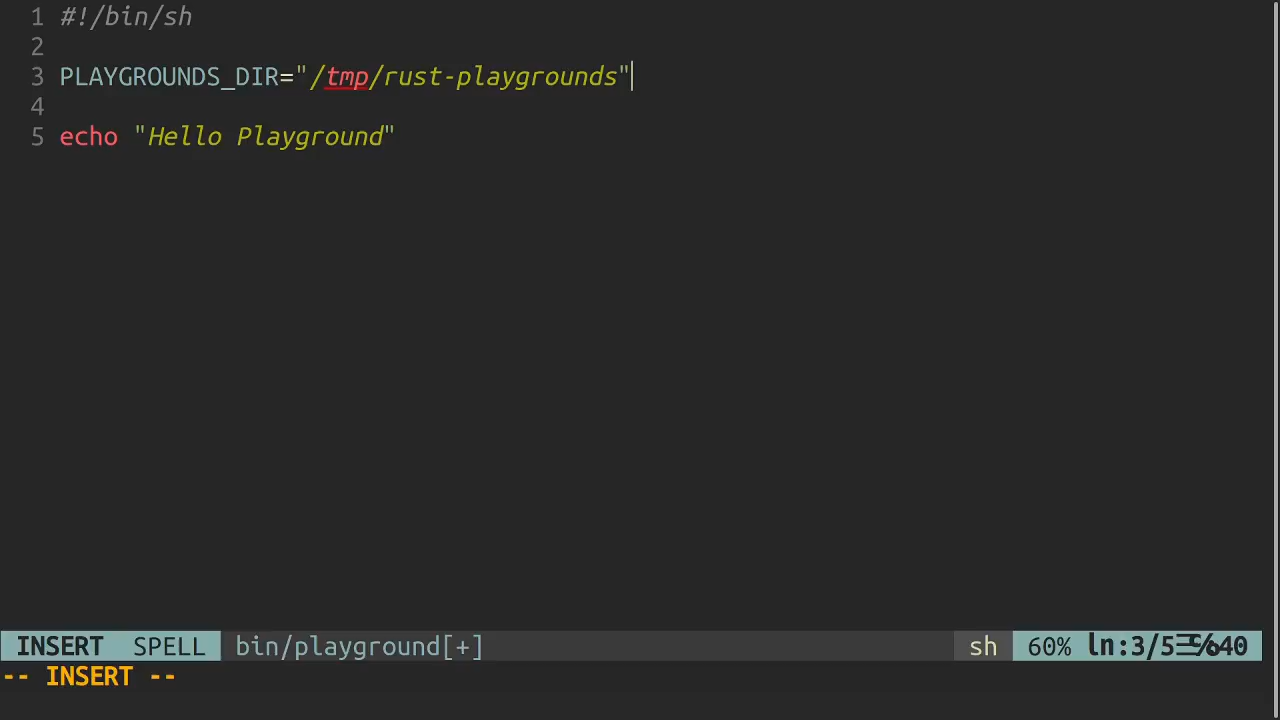 1 #!/bin/sh
2
3 PLAYGROUNDS_DIR="/tmp/rust-playgrounds"
4
5 echo "Hello Playground"
INSERT SPELL bin/playground[+] sh 60% ln:3/5☰℅40
-- INSERT --